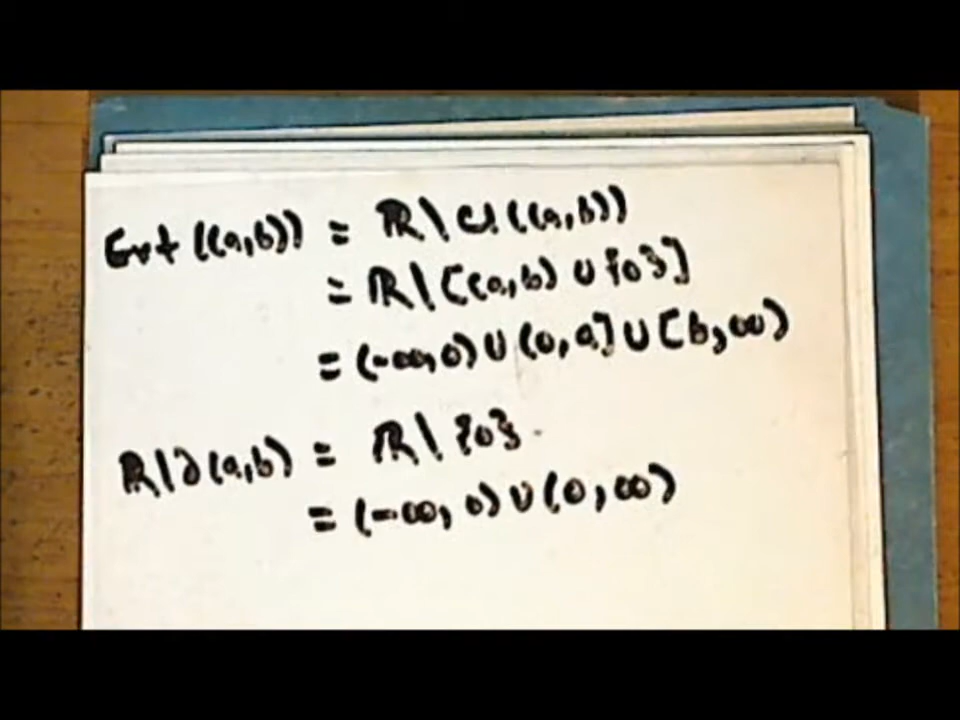 Ext ((a,b)) = ℝ \ Cl ((a,b))
= ℝ \ [(a,b) ∪ {0}]
= (-∞,0) ∪ (0,a] ∪ [b,∞)
ℝ \ ∂(a,b) = ℝ \ {0}.
= (-∞, 0) ∪ (0, ∞)